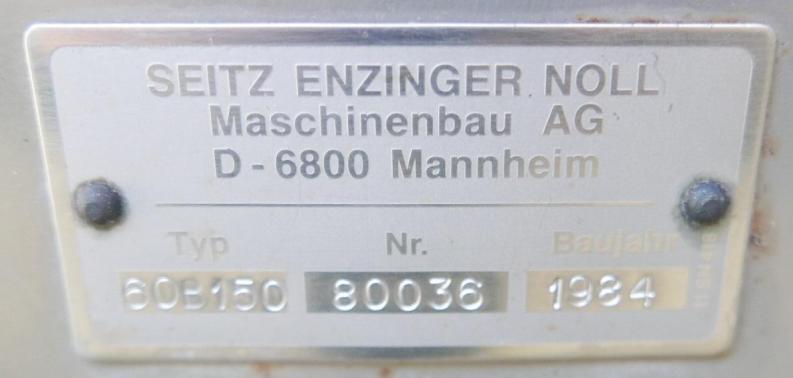 SEITZ ENZINGER NOLL
Maschinenbau AG
D-6800 Mannheim
Typ Nr. Baujahr
60B150 80036 1984